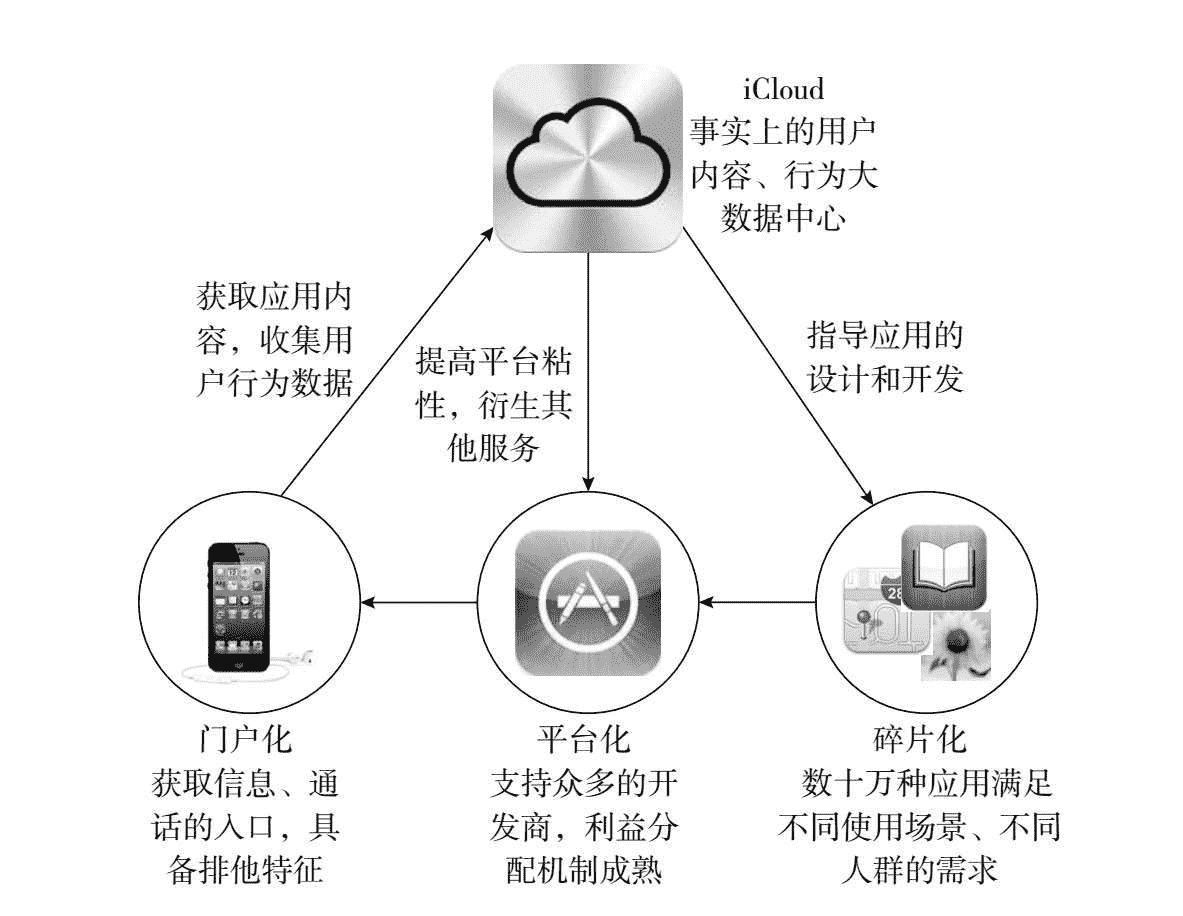 iCloud
事实上的用户
内容、行为大
数据中心
获取应用内
容，收集用
户行为数据
提高平台粘
性，衍生其
他服务
指导应用的
设计和开发
28
门户化
获取信息、通
话的入口，具
备排他特征
平台化
支持众多的开
发商，利益分
配机制成熟
碎片化
数十万种应用满足
不同使用场景、不同
人群的需求